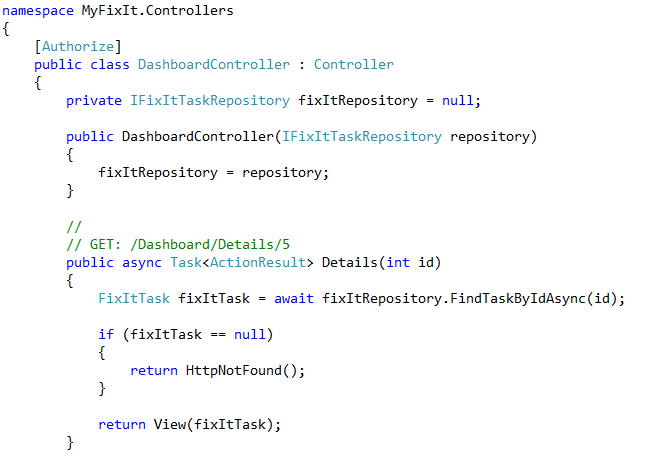 namespace MyFixIt.Controllers
{
    [Authorize]
    public class DashboardController : Controller
    {
        private IFixItTaskRepository fixItRepository = null;

        public DashboardController(IFixItTaskRepository repository)
        {
            fixItRepository = repository;
        }

        //
        // GET: /Dashboard/Details/5
        public async Task<ActionResult> Details(int id)
        {
            FixItTask fixItTask = await fixItRepository.FindTaskByIdAsync(id);

            if (fixItTask == null)
            {
                return HttpNotFound();
            }

            return View(fixItTask);
        }